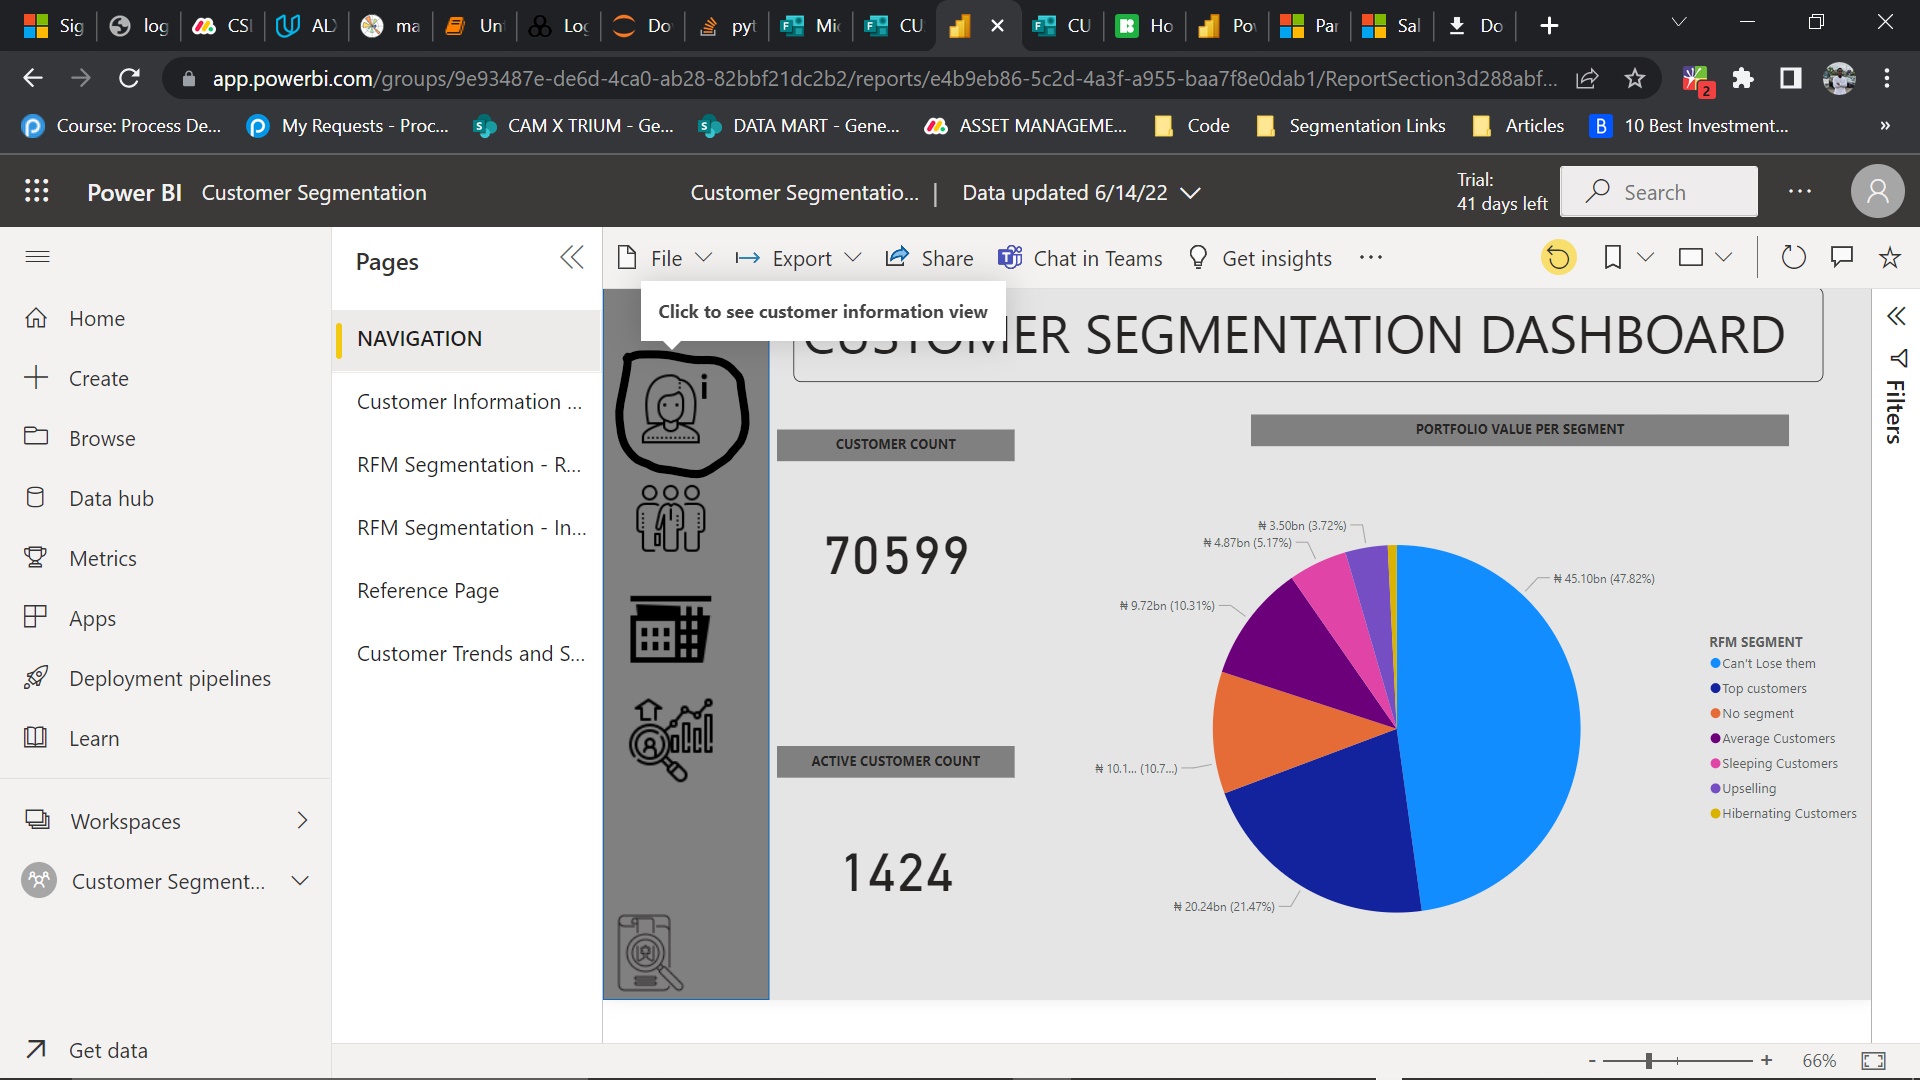 Sig
log
CSI
ma
Unt
Log
Do
pyt
Mic
CU
CU
Ho
Po
Par
Sal
Do
app.powerbi.com/groups/9e93487e-de6d-4ca0-ab28-82bbf21dc2b2/reports/e4b9eb86-5c2d-4a3f-a955-baa7f8e0dab1/ReportSection3d288abf...
2
Course: Process De...
My Requests - Proc...
CAM X TRIUM - Ge...
DATA MART - Gene...
ASSET MANAGEME...
Code
Segmentation Links
Articles
B 10 Best Investment...
»
Power BI Customer Segmentation
Customer Segmentatio... | Data updated 6/14/22
Trial:
41 days left
Search
Pages
File
Export
Share
Chat in Teams
Get insights
Home
Create
Browse
Data hub
Metrics
Apps
Deployment pipelines
Learn
Workspaces
Customer Segment...
Get data
NAVIGATION
Customer Information ...
RFM Segmentation - R...
RFM Segmentation - In...
Reference Page
Customer Trends and S...
Click to see customer information view
CUSTOMER SEGMENTATION DASHBOARD
CUSTOMER COUNT
70599
ACTIVE CUSTOMER COUNT
1424
PORTFOLIO VALUE PER SEGMENT
₦ 3.50bn (3.72%)
₦ 4.87bn (5.17%)
₦ 45.10bn (47.82%)
₦ 9.72bn (10.31%)
₦ 10.1... (10.7...)
₦ 20.24bn (21.47%)
RFM SEGMENT
Can't Lose them
Top customers
No segment
Average Customers
Sleeping Customers
Upselling
Hibernating Customers
Filters
- + 66%